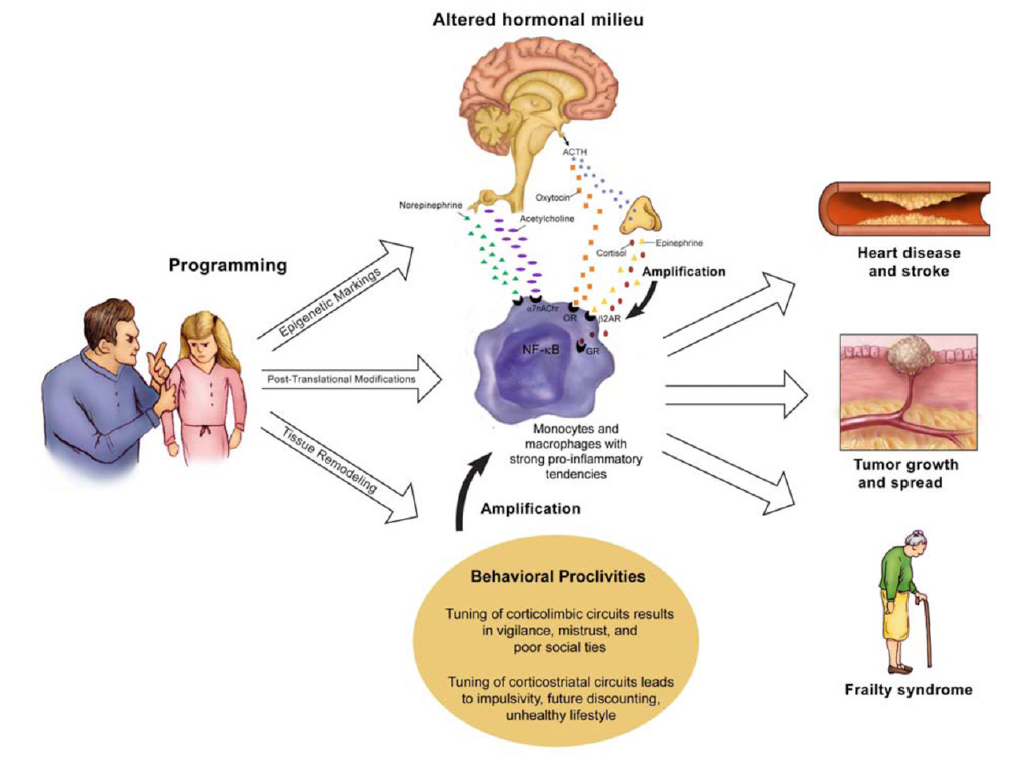 Altered hormonal milieu
ACTH
Oxytocin
Norepinephrine
Acetylcholine
Cortisol
Epinephrine
Amplification
Programming
Epigenetic Markings
Post-Translational Modifications
Tissue Remodeling
α7nAChr
OR
β2AR
GR
NF-κB
Monocytes and
macrophages with
strong pro-inflammatory
tendencies
Amplification
Behavioral Proclivities
Tuning of corticolimbic circuits results
in vigilance, mistrust, and
poor social ties
Tuning of corticostriatal circuits leads
to impulsivity, future discounting,
unhealthy lifestyle
Heart disease
and stroke
Tumor growth
and spread
Frailty syndrome